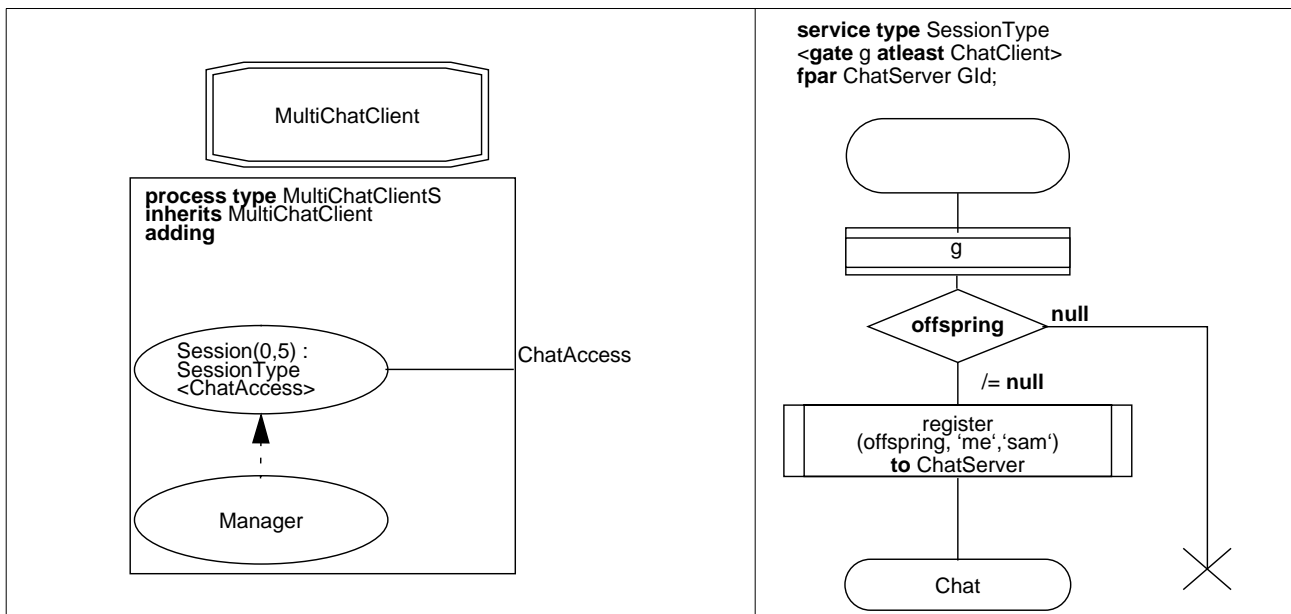 MultiChatClient
process type MultiChatClientS
inherits MultiChatClient
adding
Session(0,5) :
SessionType
<ChatAccess>
ChatAccess
Manager
service type SessionType
<gate g atleast ChatClient>
fpar ChatServer GId;
g
offspring
null
/= null
register
(offspring, ‘me‘,‘sam‘)
to ChatServer
Chat